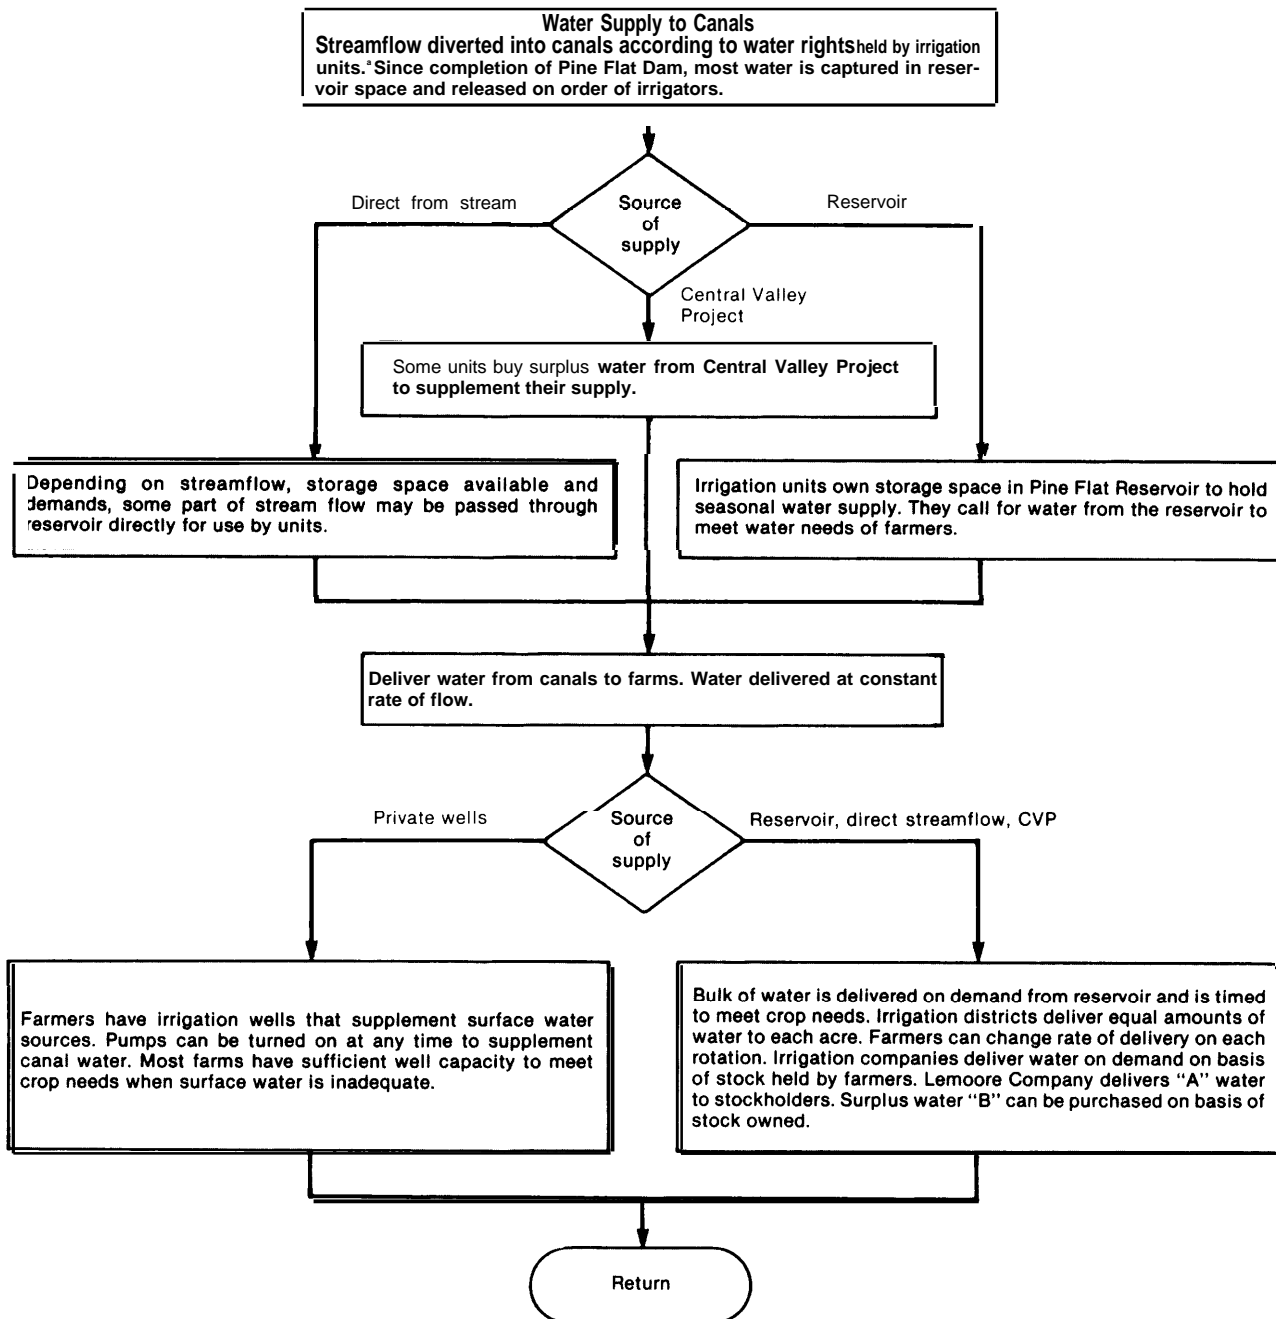 Water Supply to Canals
Streamflow diverted into canals according to water rights held by irrigation
units.ᵃ Since completion of Pine Flat Dam, most water is captured in reser-
voir space and released on order of irrigators.
Direct from stream
Source
of
supply
Reservoir
Central Valley
Project
Some units buy surplus water from Central Valley Project
to supplement their supply.
Depending on streamflow, storage space available and
demands, some part of stream flow may be passed through
reservoir directly for use by units.
Irrigation units own storage space in Pine Flat Reservoir to hold
seasonal water supply. They call for water from the reservoir to
meet water needs of farmers.
Deliver water from canals to farms. Water delivered at constant
rate of flow.
Private wells
Source
of
supply
Reservoir, direct streamflow, CVP
Farmers have irrigation wells that supplement surface water
sources. Pumps can be turned on at any time to supplement
canal water. Most farms have sufficient well capacity to meet
crop needs when surface water is inadequate.
Bulk of water is delivered on demand from reservoir and is timed
to meet crop needs. Irrigation districts deliver equal amounts of
water to each acre. Farmers can change rate of delivery on each
rotation. Irrigation companies deliver water on demand on basis
of stock held by farmers. Lemoore Company delivers "A" water
to stockholders. Surplus water "B" can be purchased on basis of
stock owned.
Return